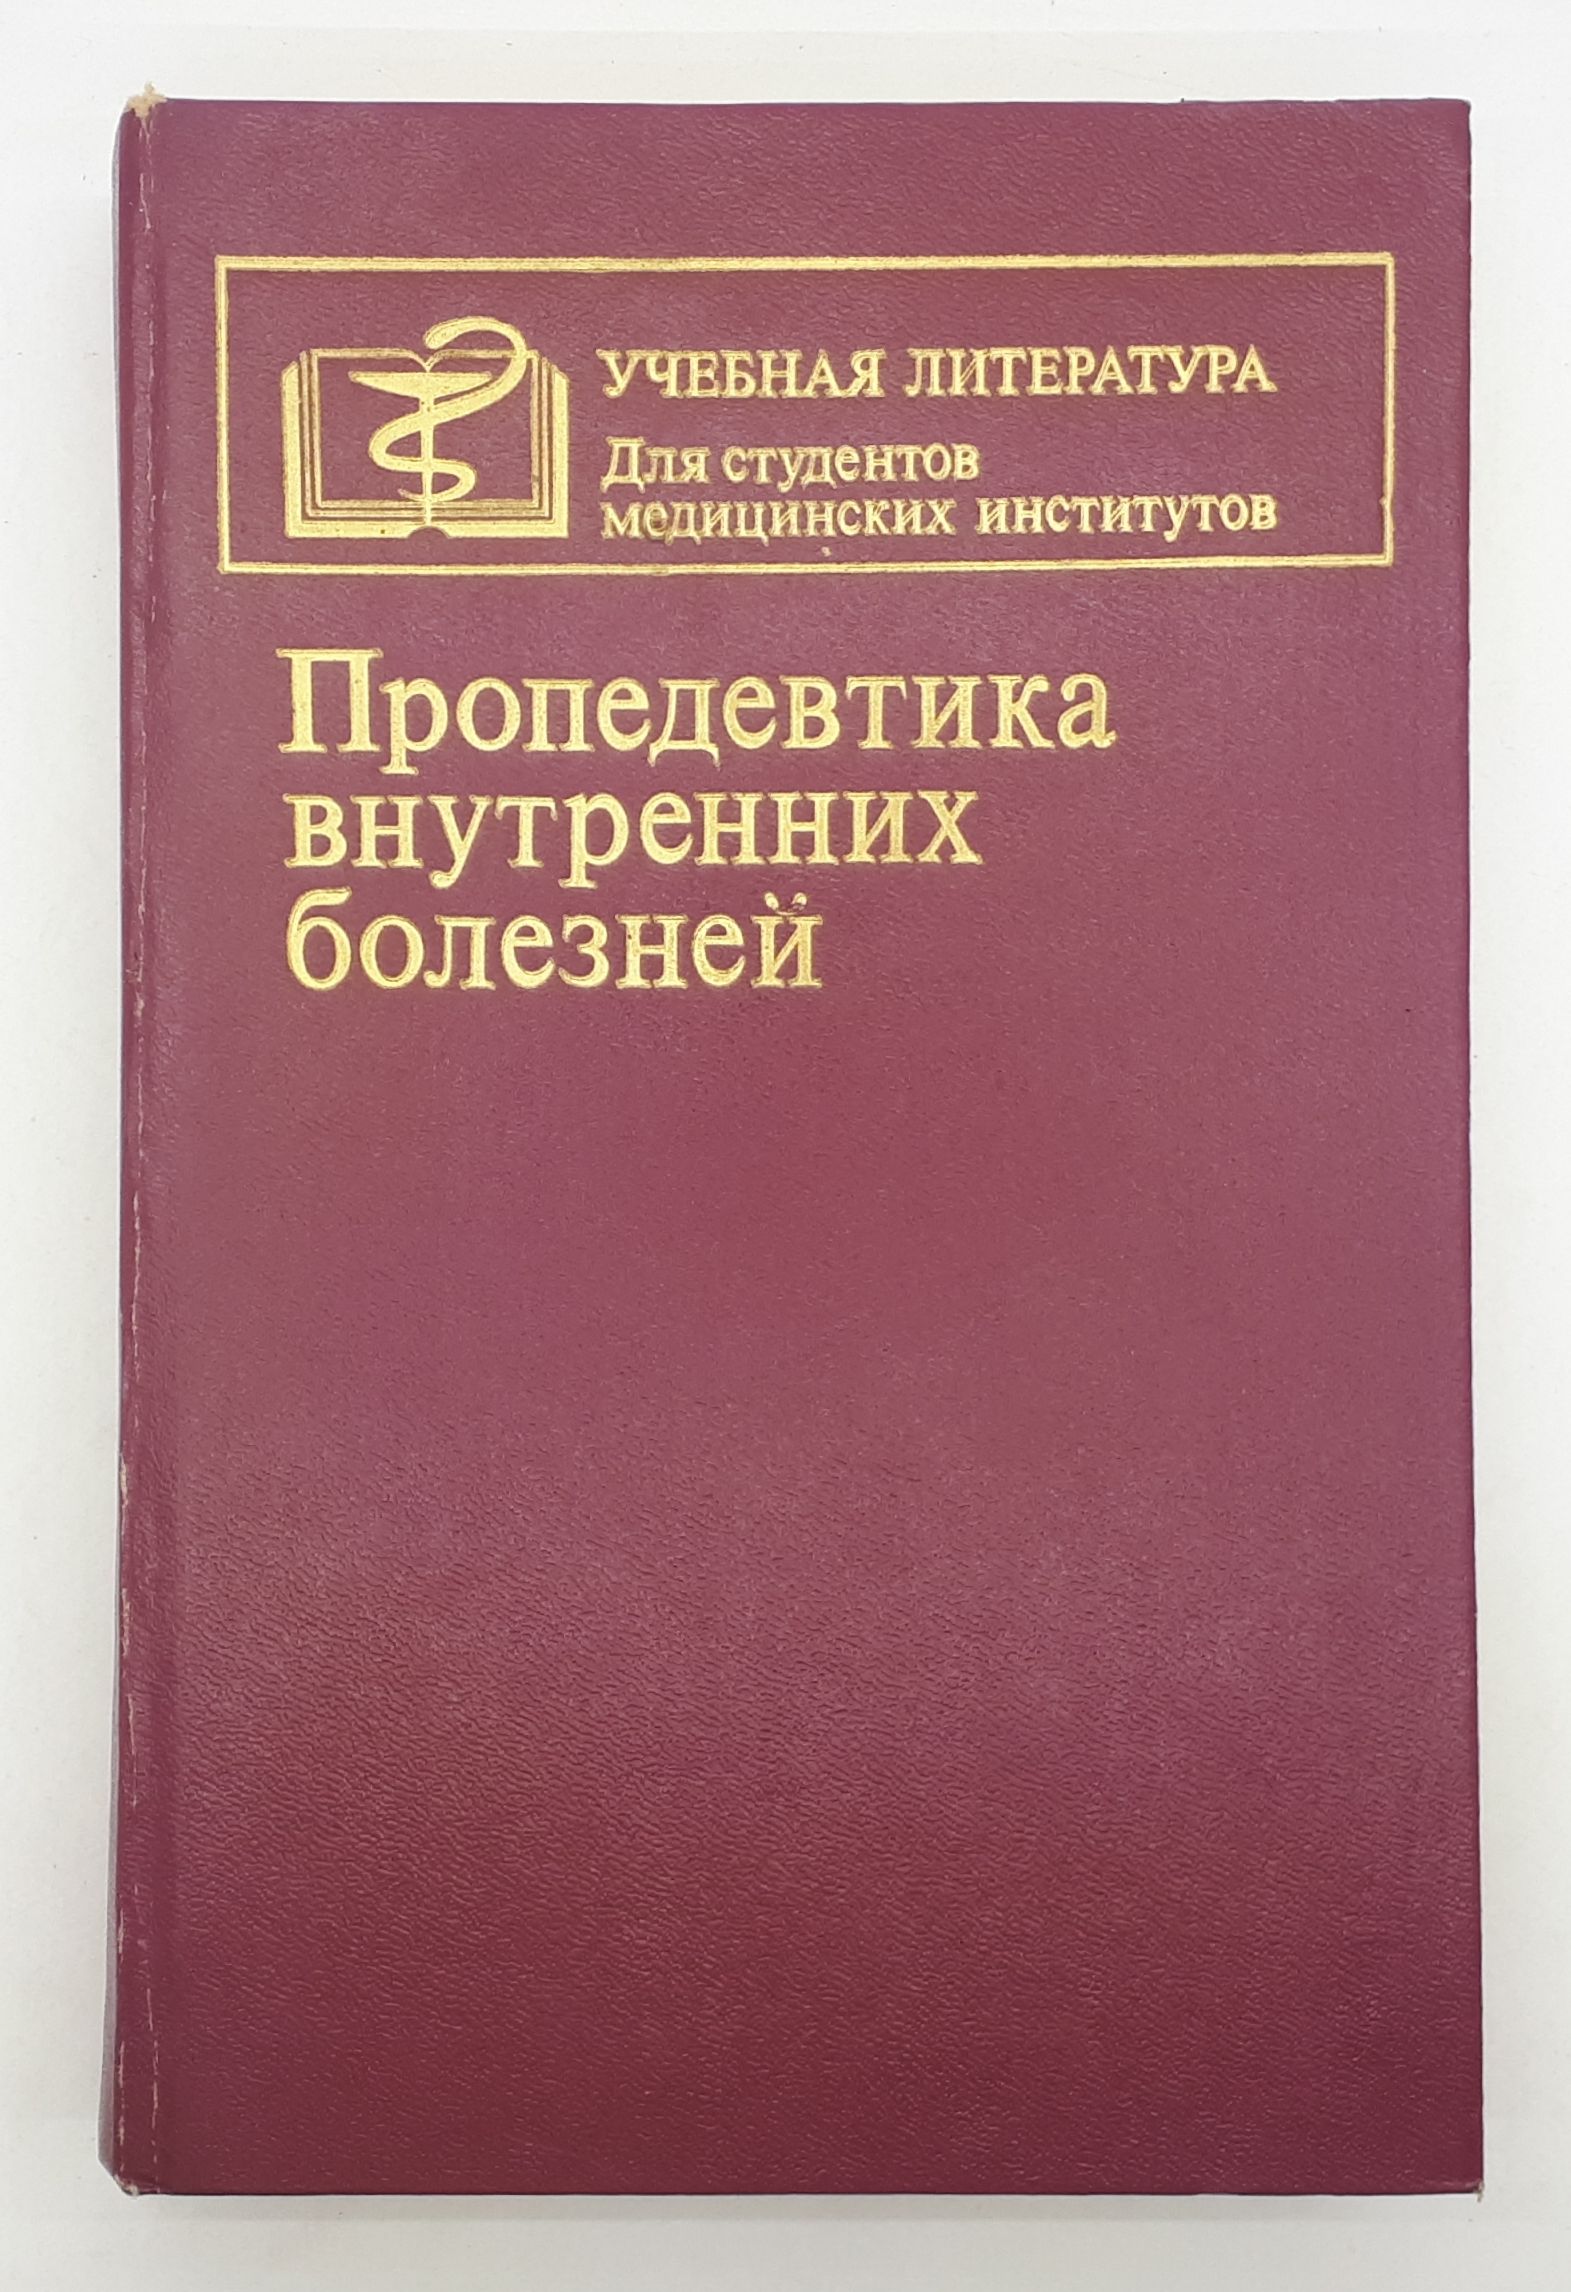 УЧЕБНАЯ ЛИТЕРАТУРА
Для студентов
медицинских институтов
Пропедевтика
внутренних
болезней